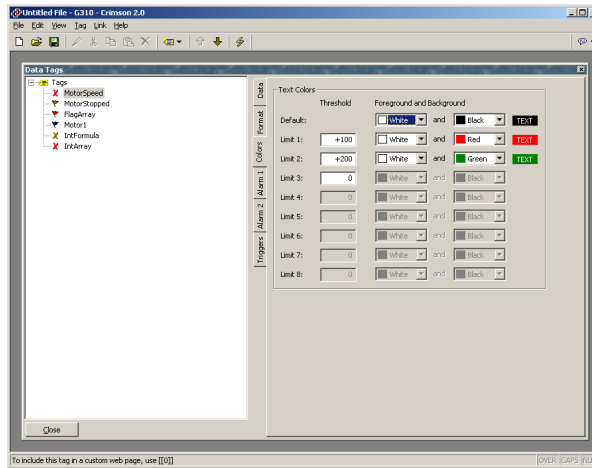 Untitled File - G310 - Crimson 2.0
File Edit View Tag Link Help
Data Tags
Tags
MotorSpeed
MotorStopped
FlagArray
Motor1
IntFormula
IntArray
Close
Data
Format
Colors
Alarm 1
Alarm 2
Triggers
Text Colors
Threshold Foreground and Background
Default: White and Black TEXT
Limit 1: +100 White and Red TEXT
Limit 2: +200 White and Green TEXT
Limit 3: 0 White and Black
Limit 4: 0 White and Black
Limit 5: 0 White and Black
Limit 6: 0 White and Black
Limit 7: 0 White and Black
Limit 8: 0 White and Black
To include this tag in a custom web page, use [[0]] OVER CAPS NU